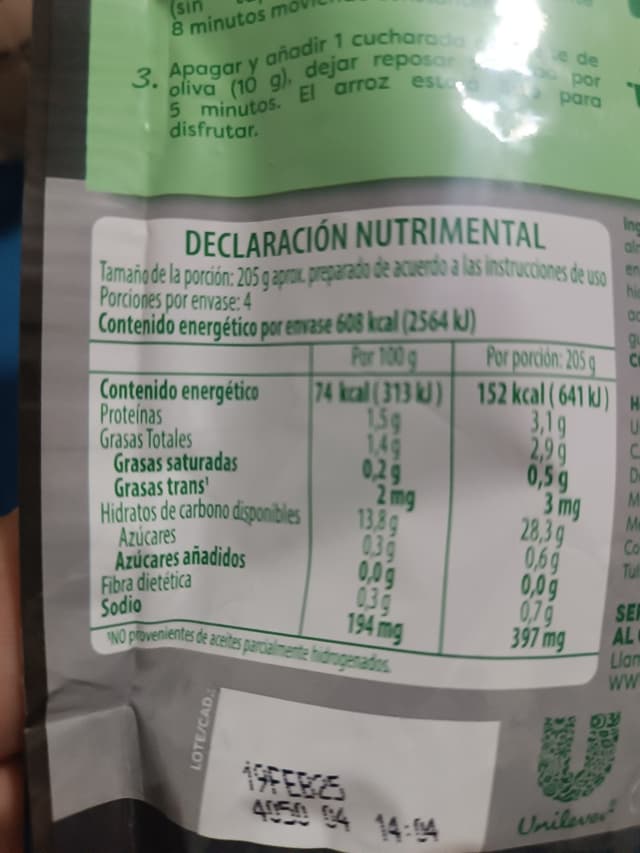 (sin
8 minutos
3. Apagar y añadir 1 cucharada de
oliva (10 g), dejar reposar por
5 minutos. El arroz para
disfrutar.
DECLARACIÓN NUTRIMENTAL
Tamaño de la porción: 205 g aprox. preparado de acuerdo a las instrucciones de uso
Porciones por envase: 4
Contenido energético por envase 608 kcal (2564 kJ)
Por 100 g Por porción: 205 g
Contenido energético 74 kcal (313 kJ) 152 kcal (641 kJ)
Proteínas 1,5 g 3,1 g
Grasas Totales 1,4 g 2,9 g
Grasas saturadas 0,2 g 0,5 g
Grasas trans¹ 2 mg 3 mg
Hidratos de carbono disponibles 13,8 g 28,3 g
Azúcares 0,3 g 0,6 g
Azúcares añadidos 0,0 g 0,0 g
Fibra dietética 0,3 g 0,7 g
Sodio 194 mg 397 mg
¹NO provenientes de aceites parcialmente hidrogenados.
LOTE/CAD.:
19FEB25
4050 04 14:04
Unilever